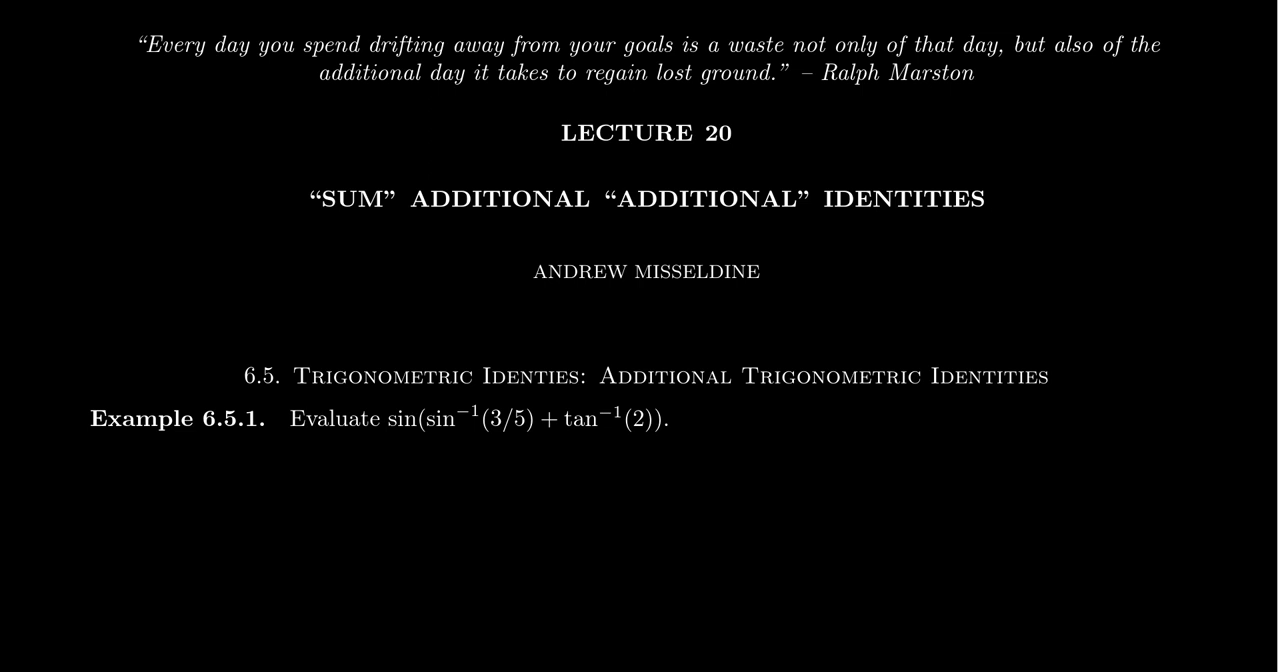 “Every day you spend drifting away from your goals is a waste not only of that day, but also of the
additional day it takes to regain lost ground.” – Ralph Marston
LECTURE 20
“SUM” ADDITIONAL “ADDITIONAL” IDENTITIES
ANDREW MISSELDINE
6.5. Trigonometric Identies: Additional Trigonometric Identities
Example 6.5.1. Evaluate sin(sin⁻¹(3/5) + tan⁻¹(2)).